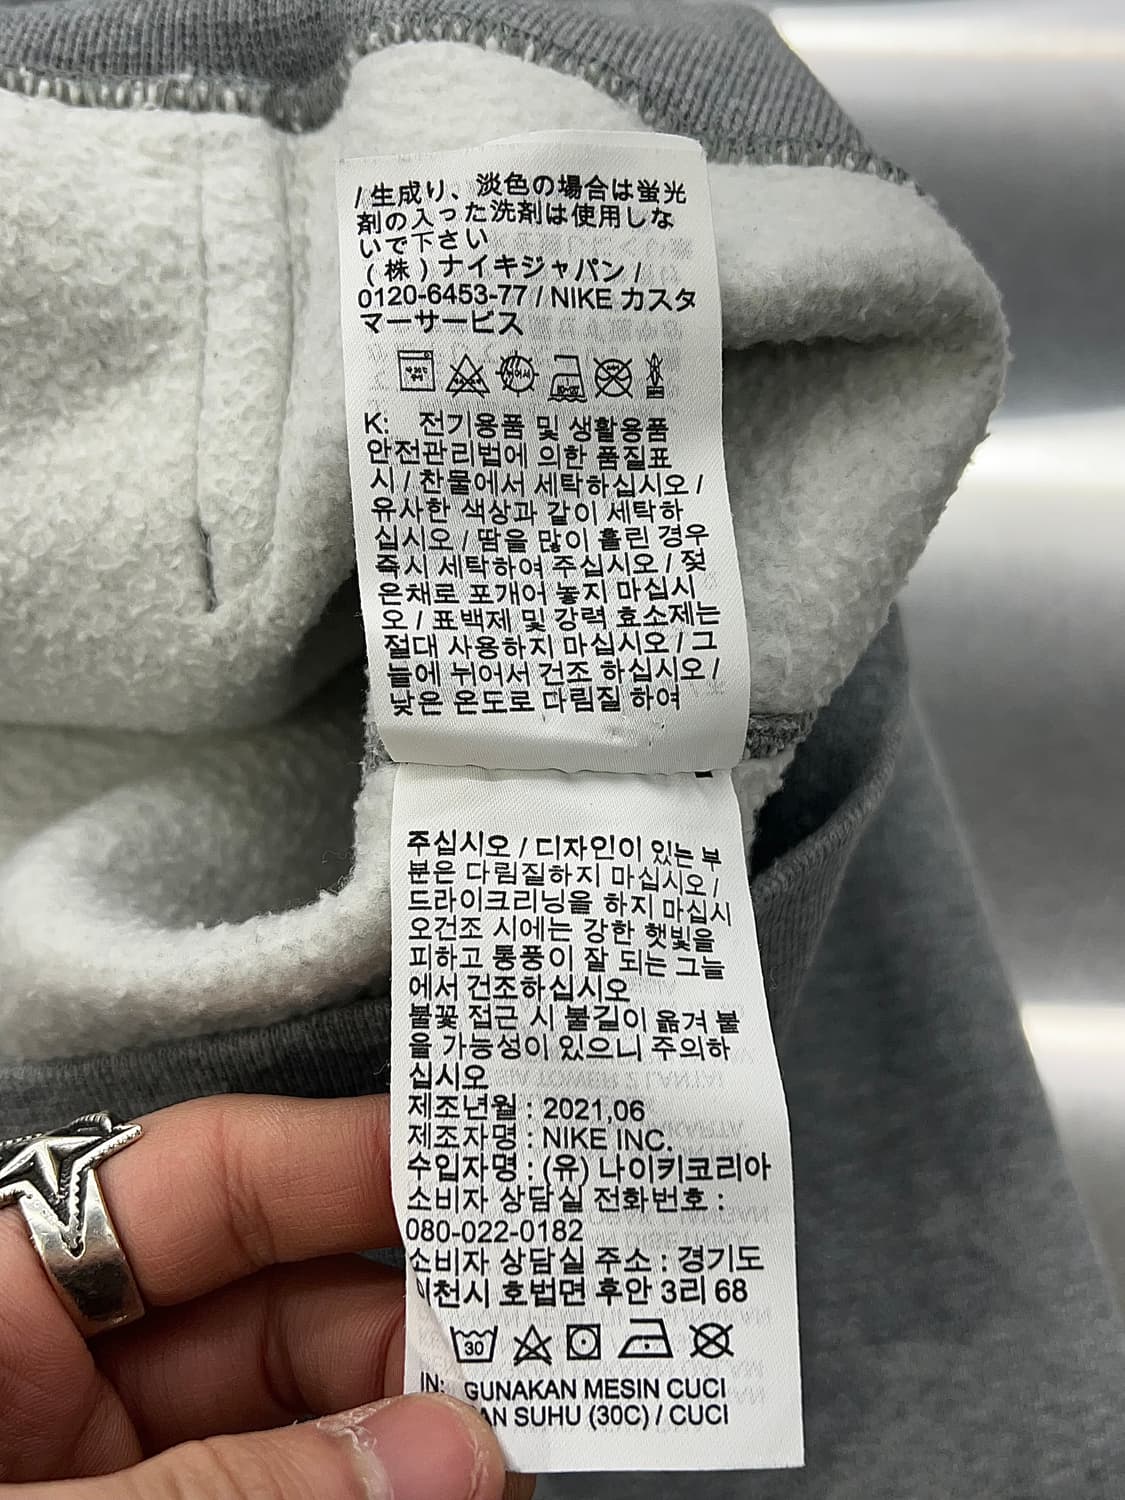 / 生成り、淡色の場合は蛍光
剤の入った洗剤は使用しな
いで下さい
(株) ナイキジャパン /
0120-6453-77 / NIKE カスタ
マーサービス
K: 전기용품 및 생활용품
안전관리법에 의한 품질표
시 / 찬물에서 세탁하십시오 /
유사한 색상과 같이 세탁하
십시오 / 땀을 많이 흘린 경우
즉시 세탁하여 주십시오 / 젖
은채로 포개어 놓지 마십시
오 / 표백제 및 강력 효소제는
절대 사용하지 마십시오 / 그
늘에 뉘어서 건조 하십시오 /
낮은 온도로 다림질 하여
주십시오 / 디자인이 있는 부
분은 다림질하지 마십시오 /
드라이크리닝을 하지 마십시
오건조 시에는 강한 햇빛을
피하고 통풍이 잘 되는 그늘
에서 건조하십시오
불꽃 접근 시 불길이 옮겨 붙
을 가능성이 있으니 주의하
십시오
제조년월 : 2021,06
제조자명 : NIKE INC.
수입자명 : (유) 나이키코리아
소비자 상담실 전화번호 :
080-022-0182
소비자 상담실 주소 : 경기도
이천시 호법면 후안 3리 68
30
IN: GUNAKAN MESIN CUCI
SUHU (30C) / CUCI